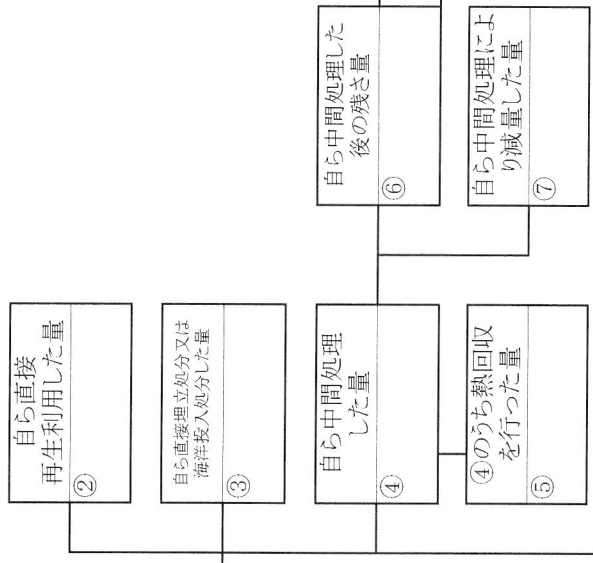 自ら直接
再生利用した量
②
自ら直接埋立処分又は
海洋投入処分した量
③
自ら中間処理
した量
④
④のうち熱回収
を行った量
⑤
自ら中間処理した
後の残さ量
⑥
自ら中間処理によ
り減量した量
⑦